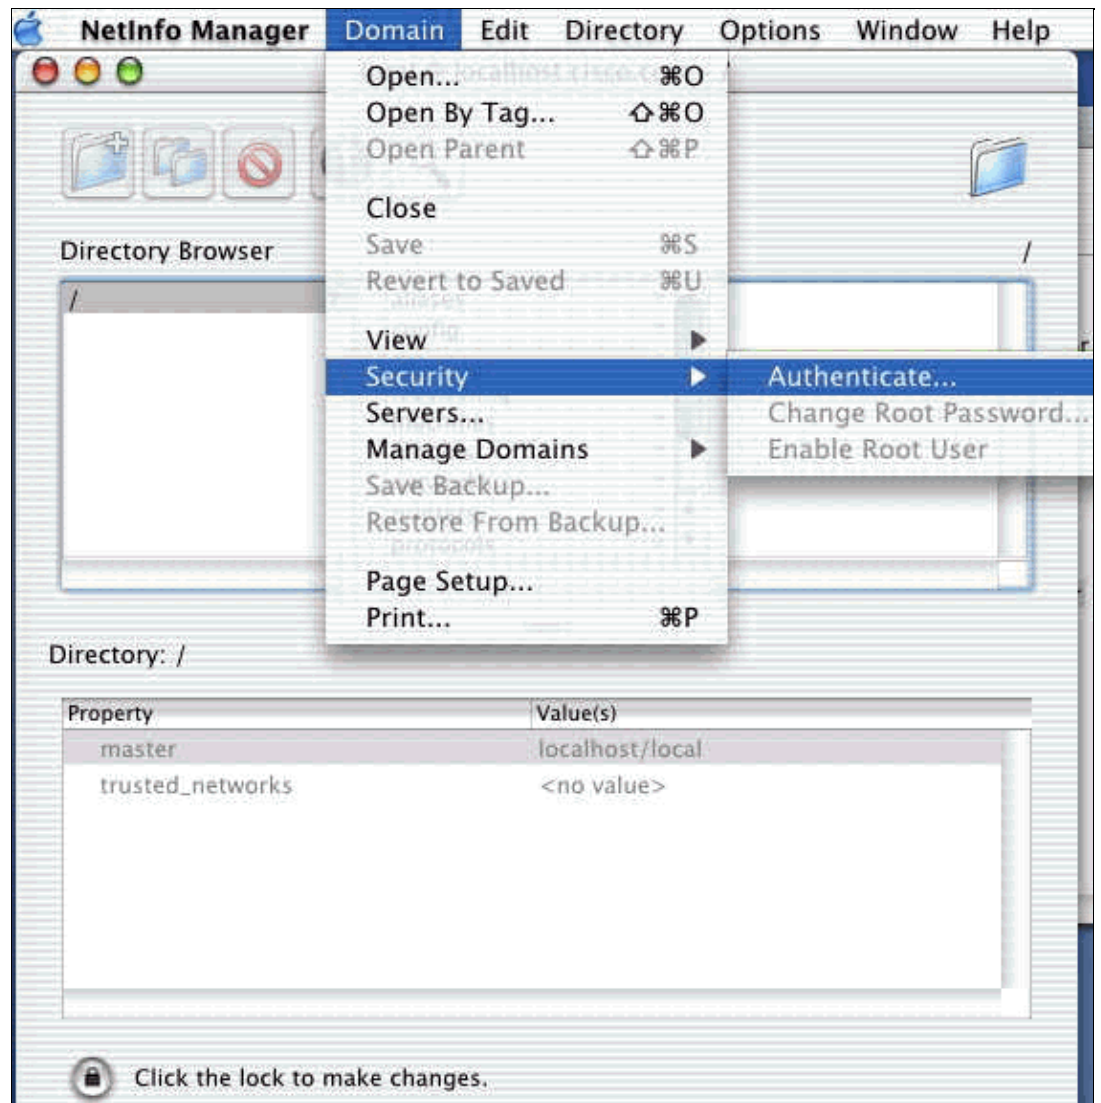 NetInfo Manager Domain Edit Directory Options Window Help
Open... ⌘O
Open By Tag... ⇧⌘O
Open Parent ⇧⌘P
Close
Save ⌘S
Revert to Saved ⌘U
View
Security
Servers...
Manage Domains
Save Backup...
Restore From Backup...
Page Setup...
Print... ⌘P
Authenticate...
Change Root Password...
Enable Root User
Directory Browser /
/
Directory: /
Property Value(s)
master localhost/local
trusted_networks <no value>
Click the lock to make changes.